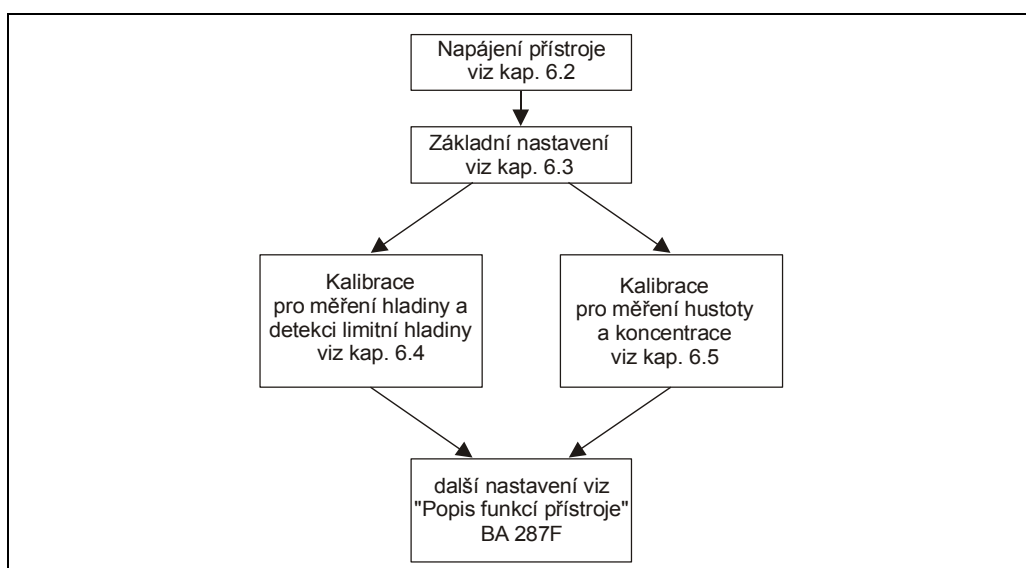 Napájení přístroje
viz kap. 6.2
Základní nastavení
viz kap. 6.3
Kalibrace
pro měření hladiny a
detekci limitní hladiny
viz kap. 6.4
Kalibrace
pro měření hustoty
a koncentrace
viz kap. 6.5
další nastavení viz
"Popis funkcí přístroje"
BA 287F